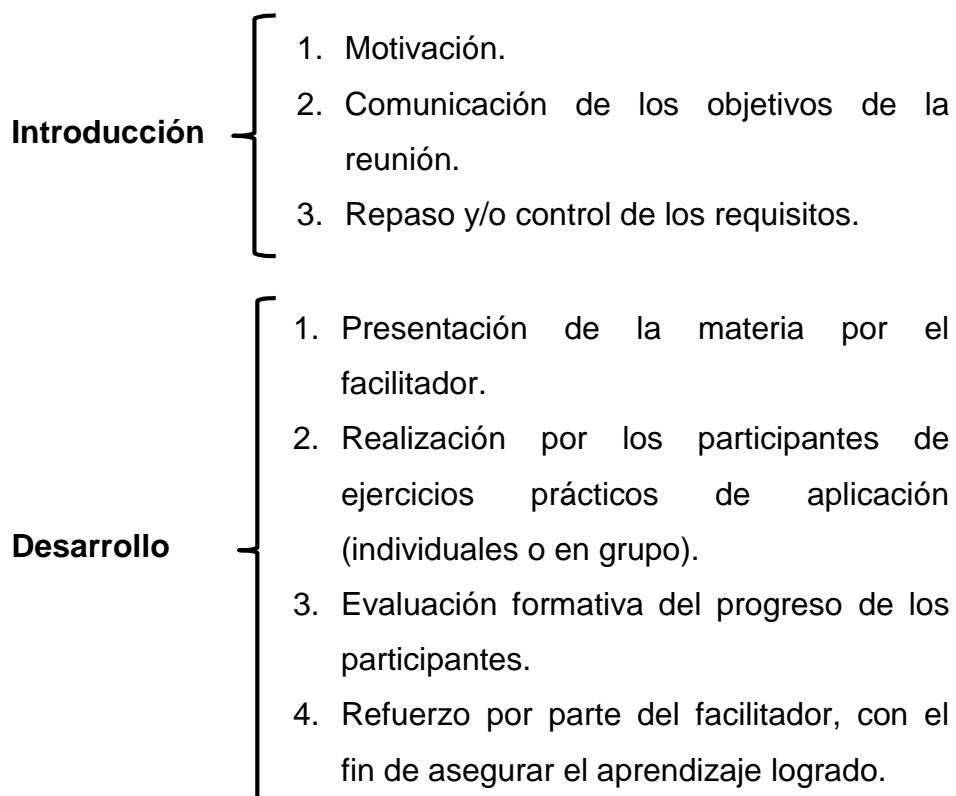 Introducción
1. Motivación.
2. Comunicación de los objetivos de la
reunión.
3. Repaso y/o control de los requisitos.
Desarrollo
1. Presentación de la materia por el
facilitador.
2. Realización por los participantes de
ejercicios prácticos de aplicación
(individuales o en grupo).
3. Evaluación formativa del progreso de los
participantes.
4. Refuerzo por parte del facilitador, con el
fin de asegurar el aprendizaje logrado.